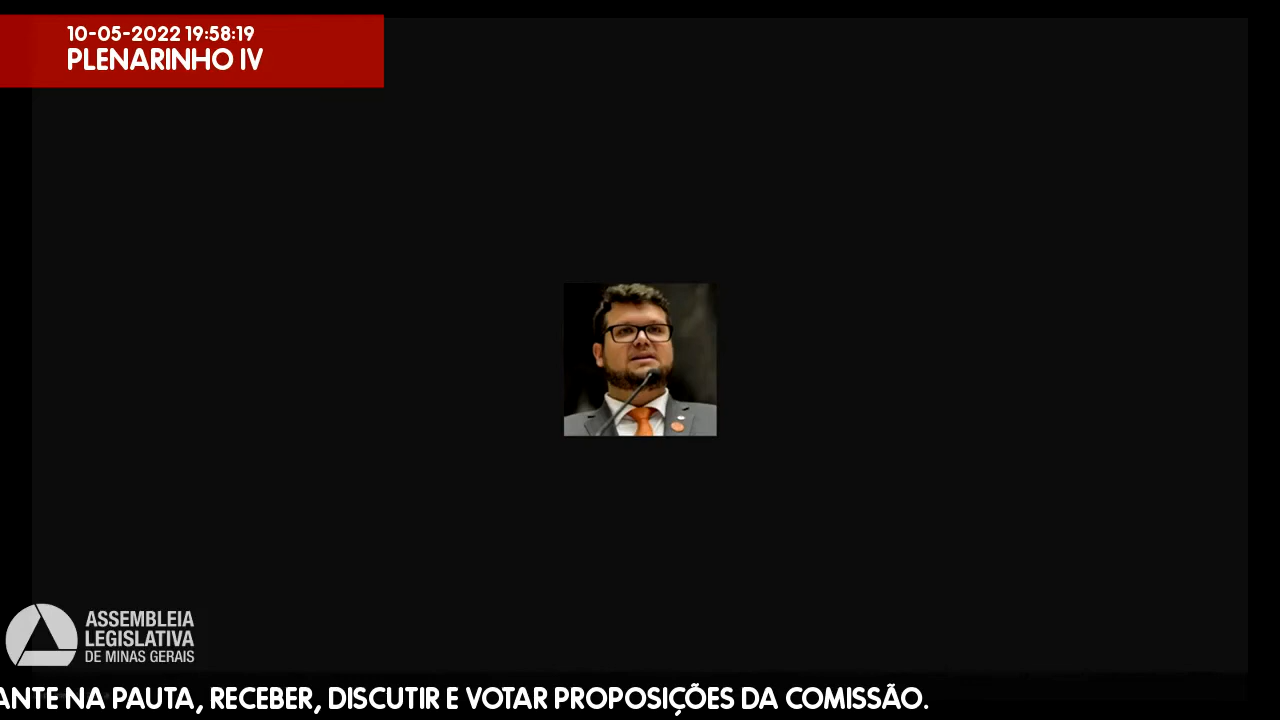 10-05-2022 19:58:19
PLENARINHO IV
ASSEMBLEIA
LEGISLATIVA
DE MINAS GERAIS
ANTE NA PAUTA, RECEBER, DISCUTIR E VOTAR PROPOSIÇÕES DA COMISSÃO.